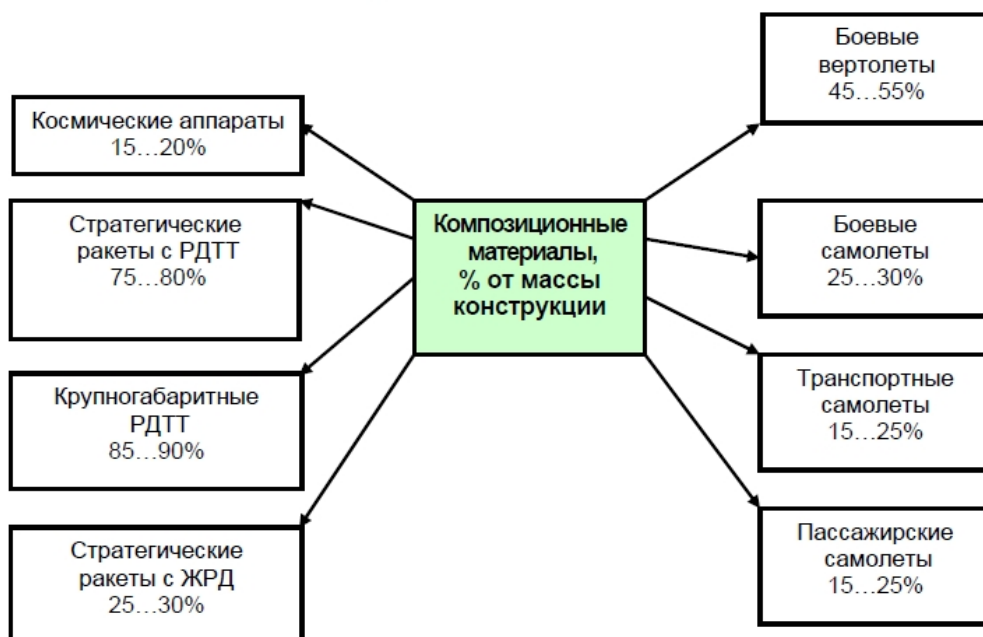 Космические аппараты
15...20%
Стратегические
ракеты с РДТТ
75...80%
Крупногабаритные
РДТТ
85...90%
Стратегические
ракеты с ЖРД
25...30%
Композиционные
материалы,
% от массы
конструкции
Боевые
вертолеты
45...55%
Боевые
самолеты
25...30%
Транспортные
самолеты
15...25%
Пассажирские
самолеты
15...25%